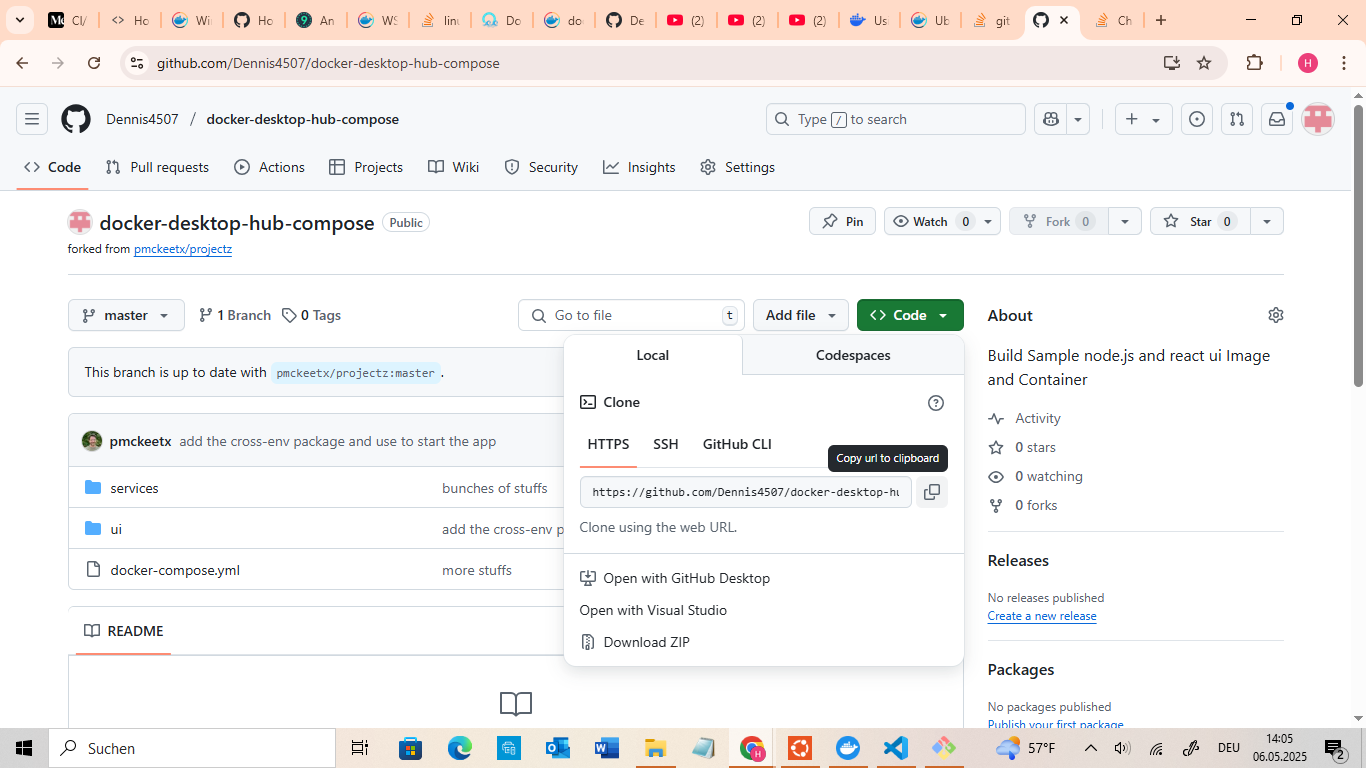 Cl/
Ho
Wi
Ho
An
WS
linu
Do
doc
De
(2)
(2)
(2)
Usi
Ub
git
Ch
github.com/Dennis4507/docker-desktop-hub-compose
H
Dennis4507 / docker-desktop-hub-compose
Type / to search
Code Pull requests Actions Projects Wiki Security Insights Settings
docker-desktop-hub-compose Public
forked from pmckeetx/projectz
Pin
Watch 0
Fork 0
Star 0
master
1 Branch
0 Tags
Go to file t
Add file
Code
This branch is up to date with pmckeetx/projectz:master .
pmckeetx add the cross-env package and use to start the app
services bunches of stuffs
ui add the cross-env p
docker-compose.yml more stuffs
README
Local Codespaces
Clone
HTTPS SSH GitHub CLI
Copy url to clipboard
https://github.com/Dennis4507/docker-desktop-hu
Clone using the web URL.
Open with GitHub Desktop
Open with Visual Studio
Download ZIP
About
Build Sample node.js and react ui Image
and Container
Activity
0 stars
0 watching
0 forks
Releases
No releases published
Create a new release
Packages
No packages published
Publish your first package
Suchen
57°F
DEU
14:05
06.05.2025
2